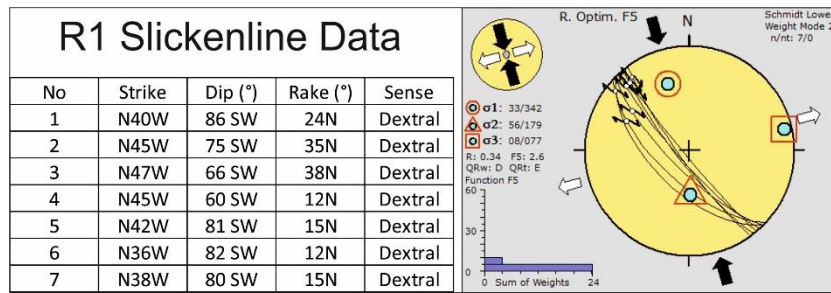 R1 Slickenline Data
No Strike Dip (°) Rake (°) Sense
1 N40W 86 SW 24N Dextral
2 N45W 75 SW 35N Dextral
3 N47W 66 SW 38N Dextral
4 N45W 60 SW 12N Dextral
5 N42W 81 SW 15N Dextral
6 N36W 82 SW 12N Dextral
7 N38W 80 SW 15N Dextral
R. Optim. F5
N
Schmidt Lowe
Weight Mode 2
n/nt: 7/0
σ1: 33/342
σ2: 56/179
σ3: 08/077
R: 0.34 F5: 2.6
QRw: D QRt: E
Function F5
60
30
0
0 Sum of Weights 24